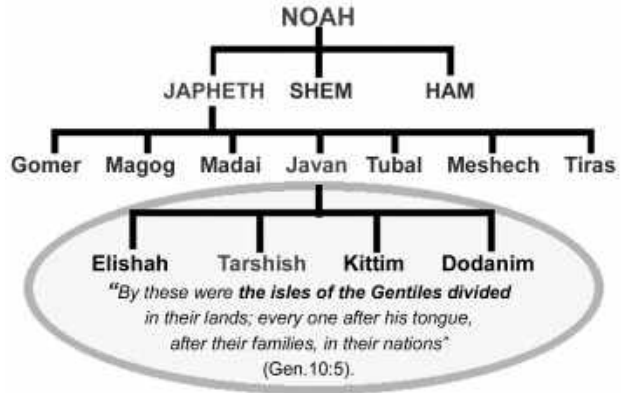 NOAH
JAPHETH SHEM HAM
Gomer Magog Madai Javan Tubal Meshech Tiras
Elishah Tarshish Kittim Dodanim
“By these were the isles of the Gentiles divided
in their lands; every one after his tongue,
after their families, in their nations”
(Gen.10:5).